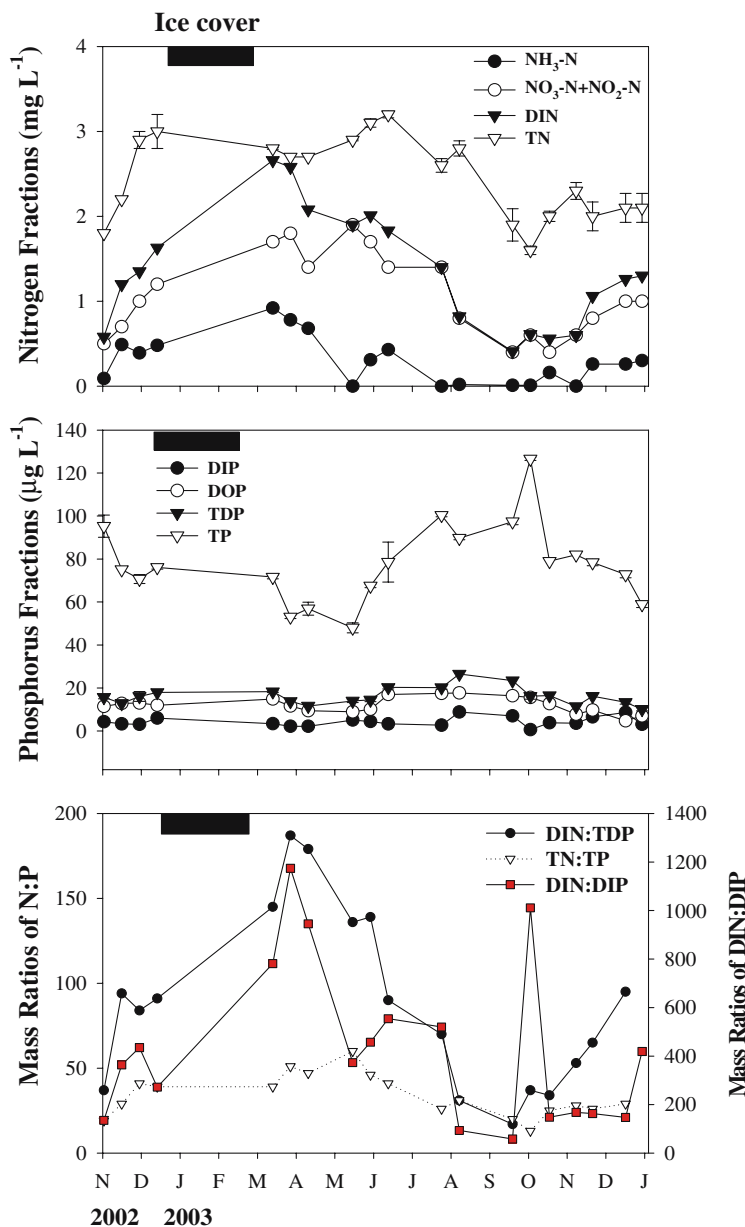 Ice cover
Nitrogen Fractions (mg L⁻¹)
4
3
2
1
0
NH₃-N
NO₃-N+NO₂-N
DIN
TN
Phosphorus Fractions (µg L⁻¹)
140
120
100
80
60
40
20
0
DIP
DOP
TDP
TP
Mass Ratios of N:P
200
150
100
50
0
DIN:TDP
TN:TP
DIN:DIP
1400
1200
1000
800
600
400
200
0
Mass Ratios of DIN:DIP
N D J F M A M J J A S O N D J
2002 2003